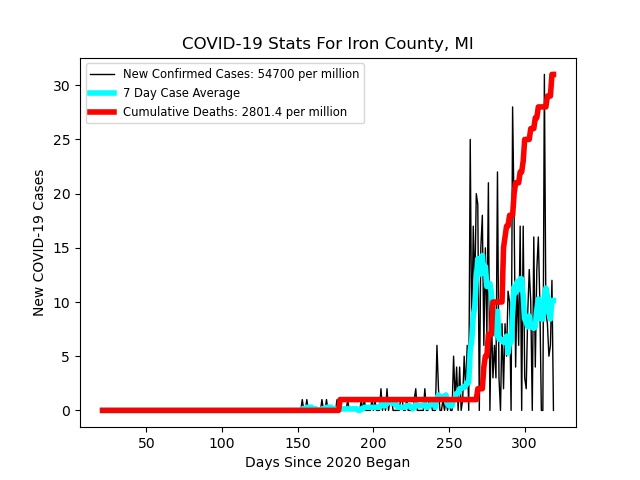 COVID-19 Stats For Iron County, MI
New Confirmed Cases: 54700 per million
7 Day Case Average
Cumulative Deaths: 2801.4 per million
New COVID-19 Cases
30
25
20
15
10
5
0
50 100 150 200 250 300
Days Since 2020 Began